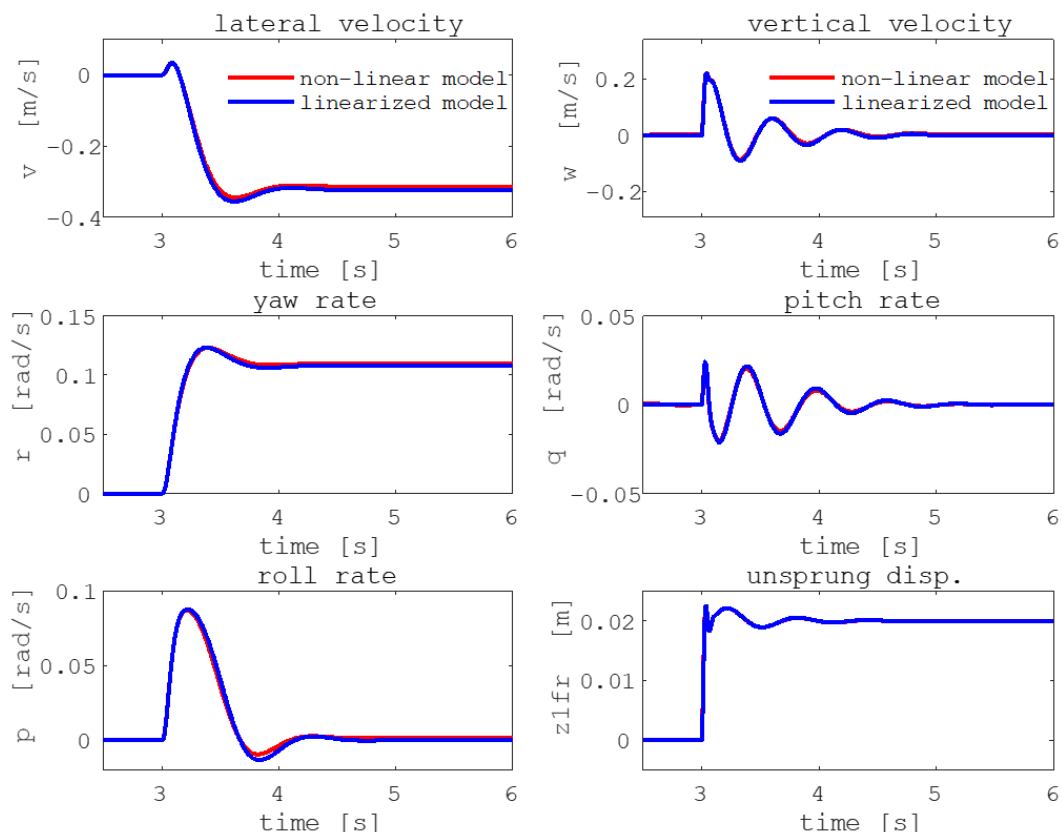 lateral velocity
0
-0.2
-0.4
v [m/s]
non-linear model
linearized model
3 4 5 6
time [s]
vertical velocity
0.2
0
-0.2
w [m/s]
non-linear model
linearized model
3 4 5 6
time [s]
yaw rate
0.15
0.1
0.05
0
r [rad/s]
3 4 5 6
time [s]
pitch rate
0.05
0
-0.05
q [rad/s]
3 4 5 6
time [s]
roll rate
0.1
0.05
0
p [rad/s]
3 4 5 6
time [s]
unsprung disp.
0.02
0.01
0
z1fr [m]
3 4 5 6
time [s]